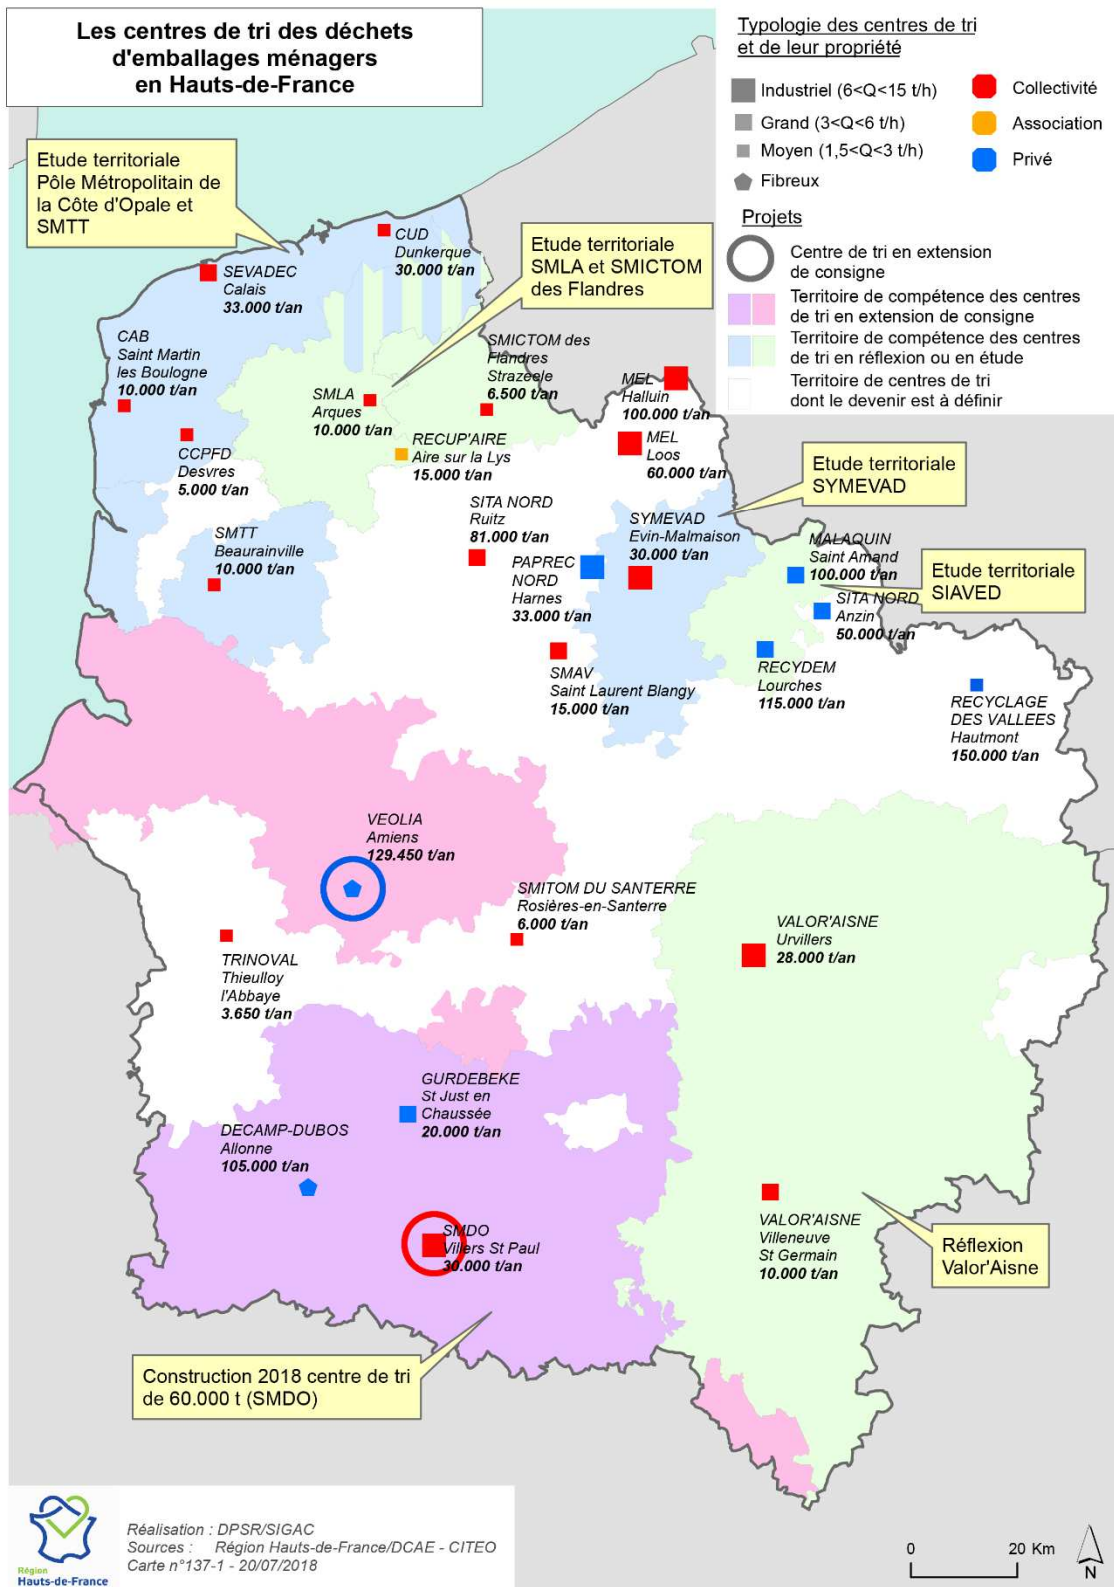 Les centres de tri des déchets
d'emballages ménagers
en Hauts-de-France
Typologie des centres de tri
et de leur propriété
Industriel (6<Q<15 t/h)
Grand (3<Q<6 t/h)
Moyen (1,5<Q<3 t/h)
Fibreux
Collectivité
Association
Privé
Projets
Centre de tri en extension
de consigne
Territoire de compétence des centres
de tri en extension de consigne
Territoire de compétence des centres
de tri en réflexion ou en étude
Territoire de centres de tri
dont le devenir est à définir
Etude territoriale
Pôle Métropolitain de
la Côte d'Opale et
SMTT
CUD
Dunkerque
30.000 t/an
Etude territoriale
SMLA et SMICTOM
des Flandres
SEVADEC
Calais
33.000 t/an
CAB
Saint Martin
les Boulogne
10.000 t/an
SMICTOM des
Flandres
Strazeele
6.500 t/an
SMLA
Arques
10.000 t/an
MEL
Halluin
100.000 t/an
CCPFD
Desvres
5.000 t/an
RECUP'AIRE
Aire sur la Lys
15.000 t/an
MEL
Loos
60.000 t/an
Etude territoriale
SYMEVAD
SITA NORD
Ruitz
81.000 t/an
SYMEVAD
Evin-Malmaison
30.000 t/an
SMTT
Beaurainville
10.000 t/an
PAPREC
NORD
Harnes
33.000 t/an
MALAQUIN
Saint Amand
100.000 t/an
Etude territoriale
SIAVED
SITA NORD
Anzin
50.000 t/an
SMAV
Saint Laurent Blangy
15.000 t/an
RECYDEM
Lourches
115.000 t/an
RECYCLAGE
DES VALLEES
Hautmont
150.000 t/an
VEOLIA
Amiens
129.450 t/an
SMITOM DU SANTERRE
Rosières-en-Santerre
6.000 t/an
VALOR'AISNE
Urvillers
28.000 t/an
TRINOVAL
Thieulloy
l'Abbaye
3.650 t/an
GURDEBEKE
St Just en
Chaussée
20.000 t/an
DECAMP-DUBOS
Allonne
105.000 t/an
SMDO
Villers St Paul
30.000 t/an
VALOR'AISNE
Villeneuve
St Germain
10.000 t/an
Réflexion
Valor'Aisne
Construction 2018 centre de tri
de 60.000 t (SMDO)
Région
Hauts-de-France
Réalisation : DPSR/SIGAC
Sources : Région Hauts-de-France/DCAE - CITEO
Carte n°137-1 - 20/07/2018
0 20 Km
N